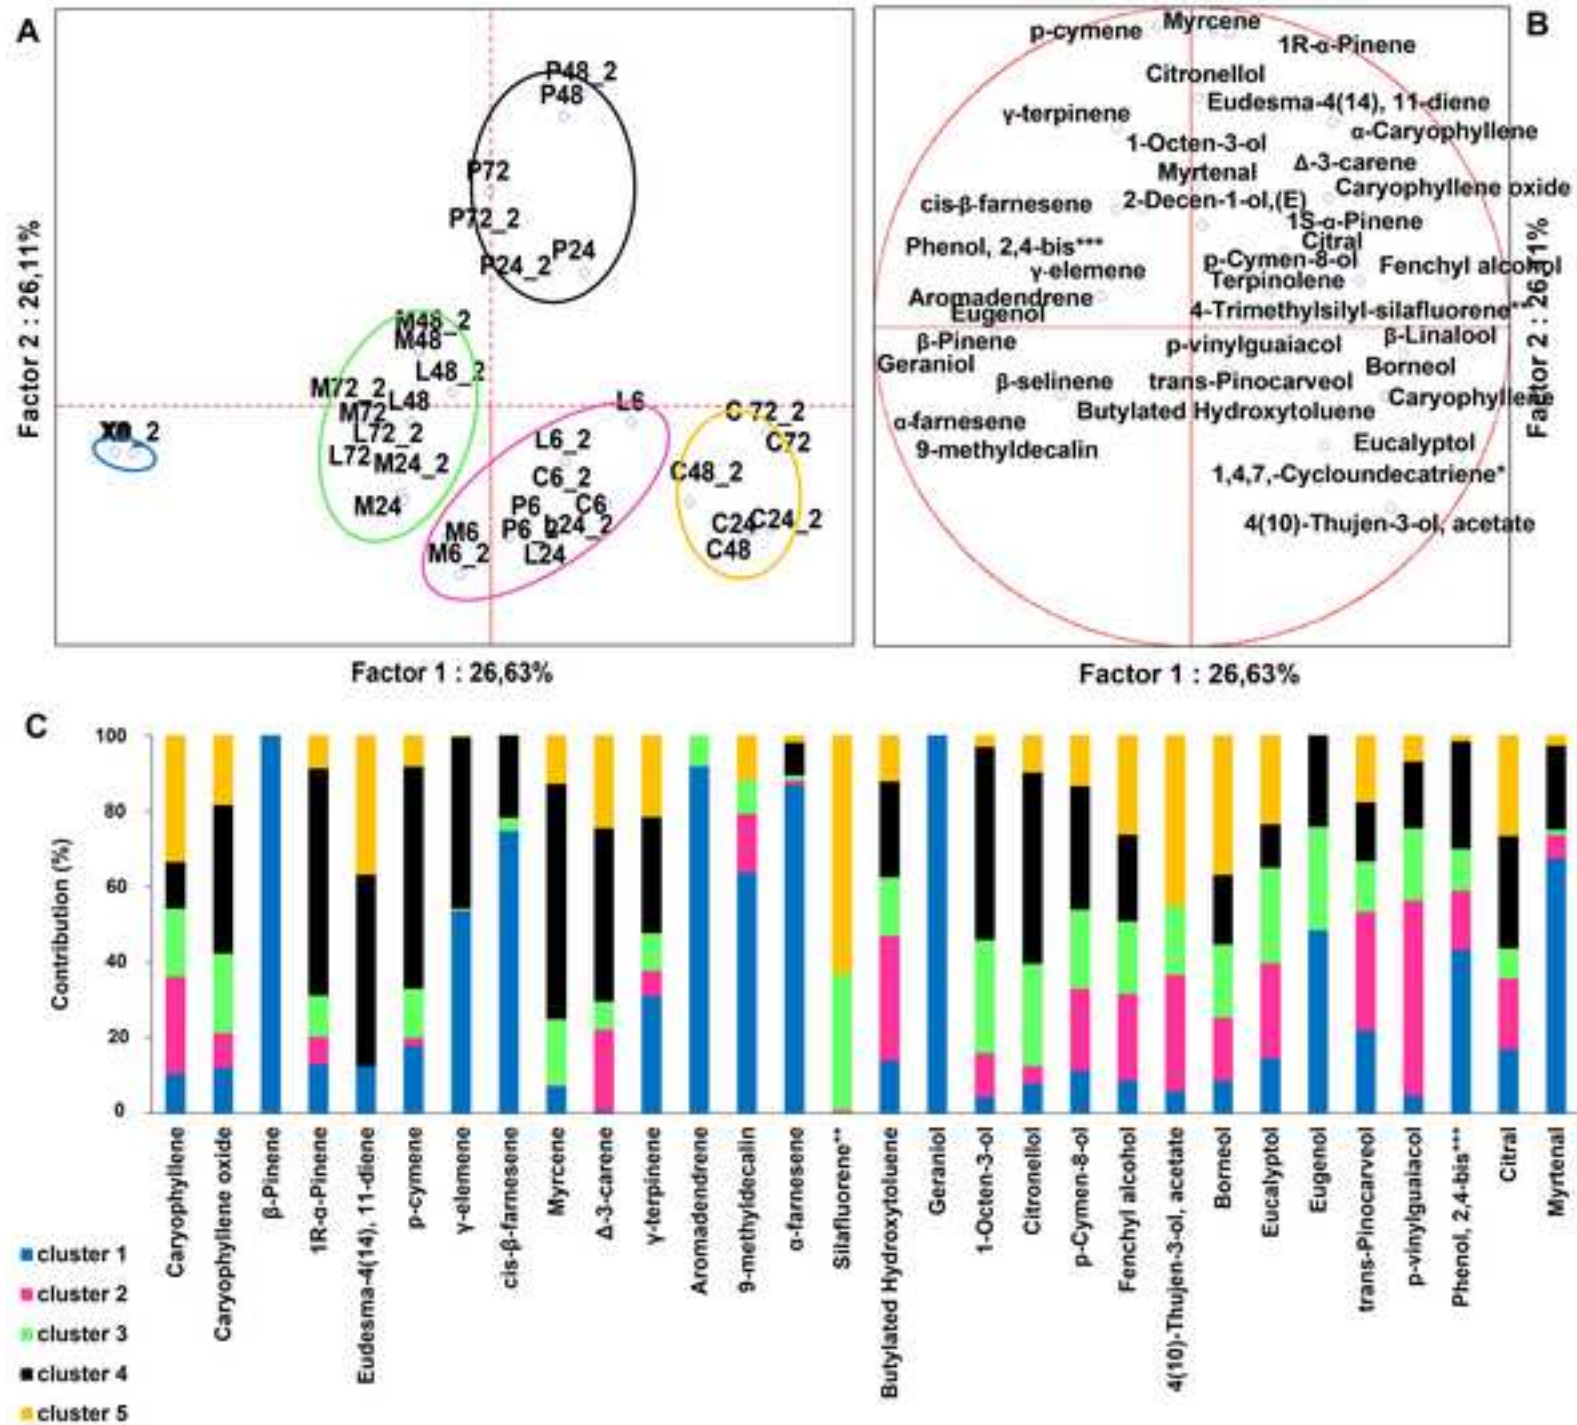 A
P48_2
P48
P72
P72_2
P24
P24_2
M48_2
M48
L48_2
M72_2
L48
M72
L72_2
L72
M24_2
M24
L6
L6_2
C6_2
P6
C6
M6
M6_2
L24
C 72_2
C72
C48_2
C24
C24_2
C48
Factor 2 : 26,11%
Factor 1 : 26,63%
B
p-cymene
Myrcene
1R-α-Pinene
Citronellol
Eudesma-4(14), 11-diene
γ-terpinene
α-Caryophyllene
1-Octen-3-ol
Δ-3-carene
Myrtenal
Caryophyllene oxide
cis-β-farnesene
2-Decen-1-ol,(E)
1S-α-Pinene
Phenol, 2,4-bis***
Citral
p-Cymen-8-ol
Fenchyl alcohol
γ-elemene
Terpinolene
Aromadendrene
Eugenol
4-Trimethylsilyl-silafluorene**
β-Pinene
p-vinylguaiacol
β-Linalool
Geraniol
Borneol
β-selinene
trans-Pinocarveol
Caryophyllene
α-farnesene
Butylated Hydroxytoluene
9-methyldecalin
Eucalyptol
1,4,7,-Cycloundecatriene*
4(10)-Thujen-3-ol, acetate
Factor 2 : 26,11%
Factor 1 : 26,63%
C
Contribution (%)
100
80
60
40
20
0
Caryophyllene
Caryophyllene oxide
β-Pinene
1R-α-Pinene
Eudesma-4(14), 11-diene
p-cymene
γ-elemene
cis-β-farnesene
Myrcene
Δ-3-carene
γ-terpinene
Aromadendrene
9-methyldecalin
α-farnesene
Silafluorene**
Butylated Hydroxytoluene
Geraniol
1-Octen-3-ol
Citronellol
p-Cymen-8-ol
Fenchyl alcohol
4(10)-Thujen-3-ol, acetate
Borneol
Eucalyptol
Eugenol
trans-Pinocarveol
p-vinylguaiacol
Phenol, 2,4-bis***
Citral
Myrtenal
cluster 1
cluster 2
cluster 3
cluster 4
cluster 5